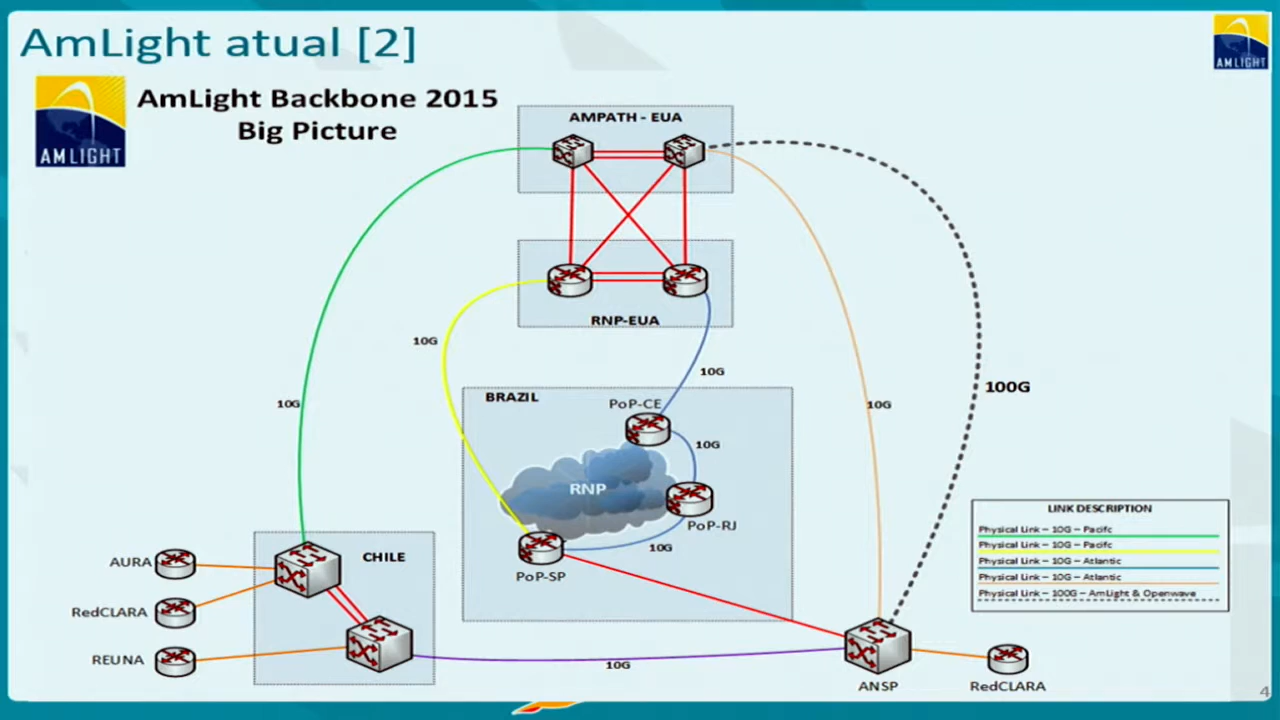 AmLight atual [2]
AMLIGHT
AMLIGHT
AmLight Backbone 2015
Big Picture
AMPATH - EUA
RNP-EUA
10G
10G
10G
10G
100G
BRAZIL
PoP-CE
10G
RNP
PoP-RJ
10G
PoP-SP
CHILE
AURA
RedCLARA
REUNA
10G
ANSP
RedCLARA
LINK DESCRIPTION
Physical Link – 10G – Pacifc
Physical Link – 10G – Pacifc
Physical Link – 10G – Atlantic
Physical Link – 10G – Atlantic
Physical Link – 100G – AmLight & Openwave
4